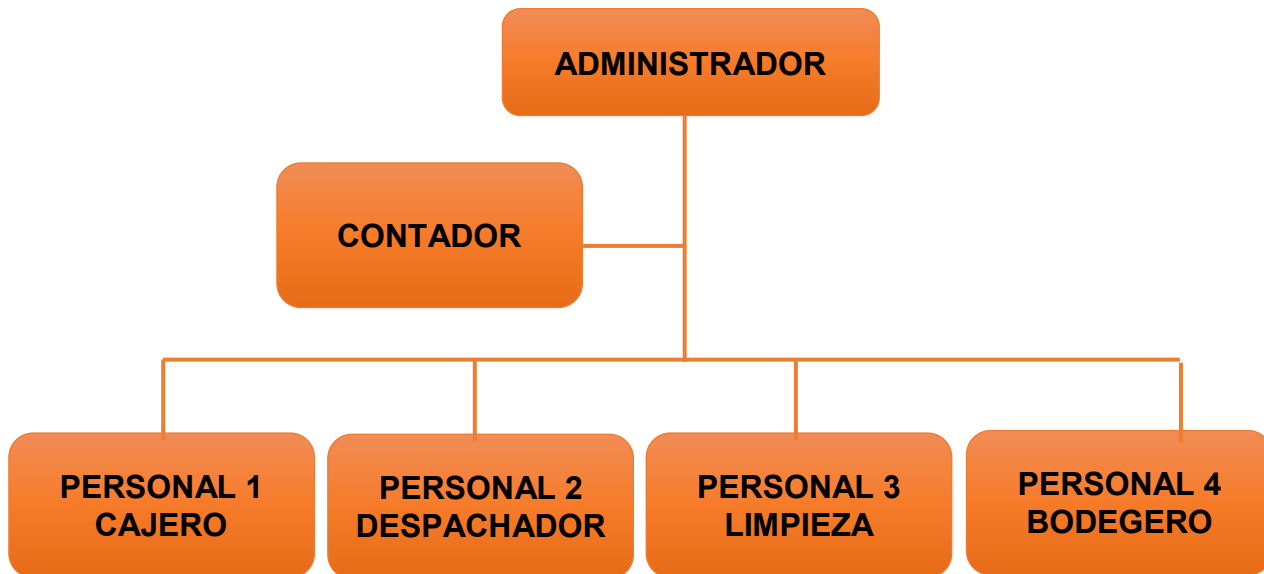 ADMINISTRADOR
CONTADOR
PERSONAL 1
CAJERO
PERSONAL 2
DESPACHADOR
PERSONAL 3
LIMPIEZA
PERSONAL 4
BODEGERO